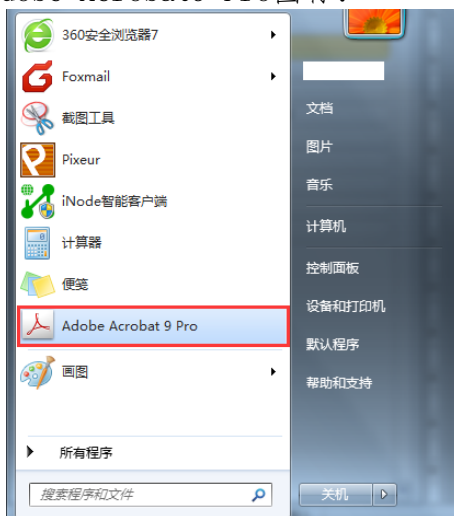 360安全浏览器7
Foxmail
截图工具
Pixeur
iNode智能客户端
计算器
便笺
Adobe Acrobat 9 Pro
画图
所有程序
搜索程序和文件
文档
图片
音乐
计算机
控制面板
设备和打印机
默认程序
帮助和支持
关机